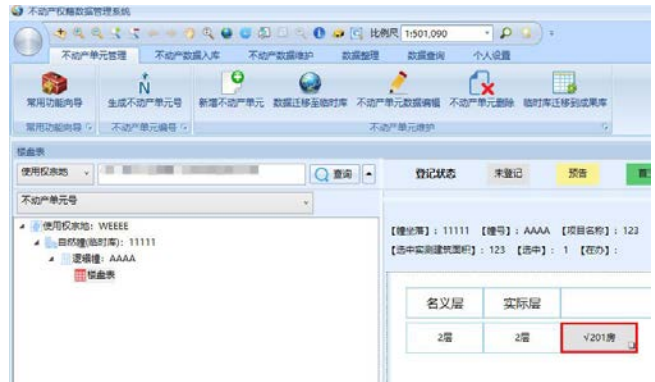 不动产权籍数据管理系统
比例尺 1:501,090
不动产单元管理 不动产数据入库 不动产数据维护 数据整理 数据查询 个人设置
常用功能向导 生成不动产单元号 新增不动产单元 数据迁移至临时库 不动产单元数据编辑 不动产单元删除 临时库迁移到成果库
常用功能向导 不动产单元编号 不动产单元维护
楼盘表
使用权宗地 查询 登记状态 未登记 预告
不动产单元号
使用权宗地: WEEEE
自然幢(临时库): 11111
逻辑幢: AAAA
楼盘表
【幢坐落】: 11111 【幢号】: AAAA 【项目名称】: 123
【选中实测建筑面积】: 123 【选中】: 1 【在办】:
名义层 实际层
2层 2层 √201房